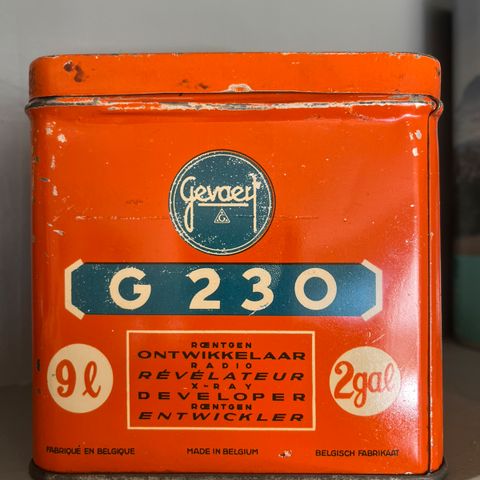 Gevaert
G
G 230
9 l
2gal
RŒNTGEN
ONTWIKKELAAR
RADIO
RÉVÉLATEUR
X-RAY
DEVELOPER
RŒNTGEN
ENTWICKLER
FABRIQUÉ EN BELGIQUE
MADE IN BELGIUM
BELGISCH FABRIKAAT